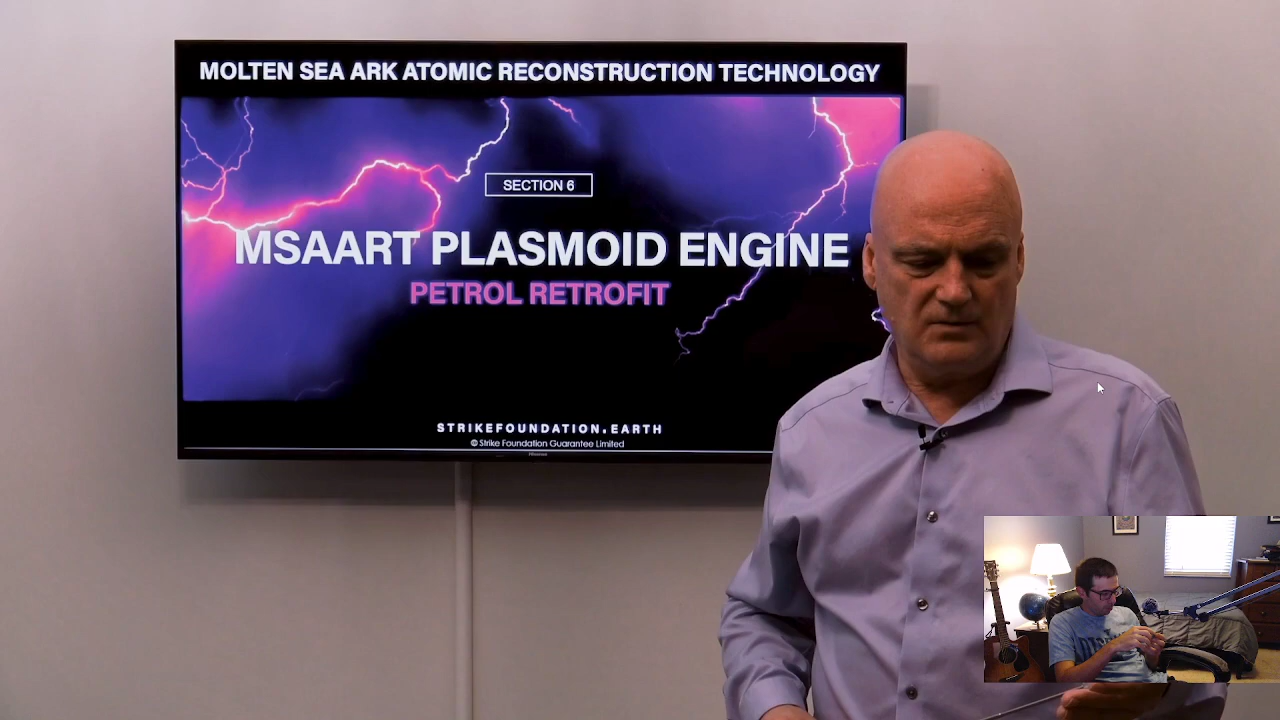 MOLTEN SEA ARK ATOMIC RECONSTRUCTION TECHNOLOGY
SECTION 6
MSAART PLASMOID ENGINE
PETROL RETROFIT
STRIKEFOUNDATION.EARTH
© Strike Foundation Guarantee Limited
Hisense